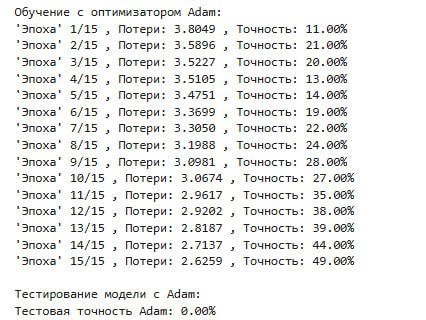 Обучение с оптимизатором Adam:
'Эпоха' 1/15 , Потери: 3.8049 , Точность: 11.00%
'Эпоха' 2/15 , Потери: 3.5896 , Точность: 21.00%
'Эпоха' 3/15 , Потери: 3.5227 , Точность: 20.00%
'Эпоха' 4/15 , Потери: 3.5105 , Точность: 13.00%
'Эпоха' 5/15 , Потери: 3.4751 , Точность: 14.00%
'Эпоха' 6/15 , Потери: 3.3699 , Точность: 19.00%
'Эпоха' 7/15 , Потери: 3.3050 , Точность: 22.00%
'Эпоха' 8/15 , Потери: 3.1988 , Точность: 24.00%
'Эпоха' 9/15 , Потери: 3.0981 , Точность: 28.00%
'Эпоха' 10/15 , Потери: 3.0674 , Точность: 27.00%
'Эпоха' 11/15 , Потери: 2.9617 , Точность: 35.00%
'Эпоха' 12/15 , Потери: 2.9202 , Точность: 38.00%
'Эпоха' 13/15 , Потери: 2.8187 , Точность: 39.00%
'Эпоха' 14/15 , Потери: 2.7137 , Точность: 44.00%
'Эпоха' 15/15 , Потери: 2.6259 , Точность: 49.00%
Тестирование модели с Adam:
Тестовая точность Adam: 0.00%